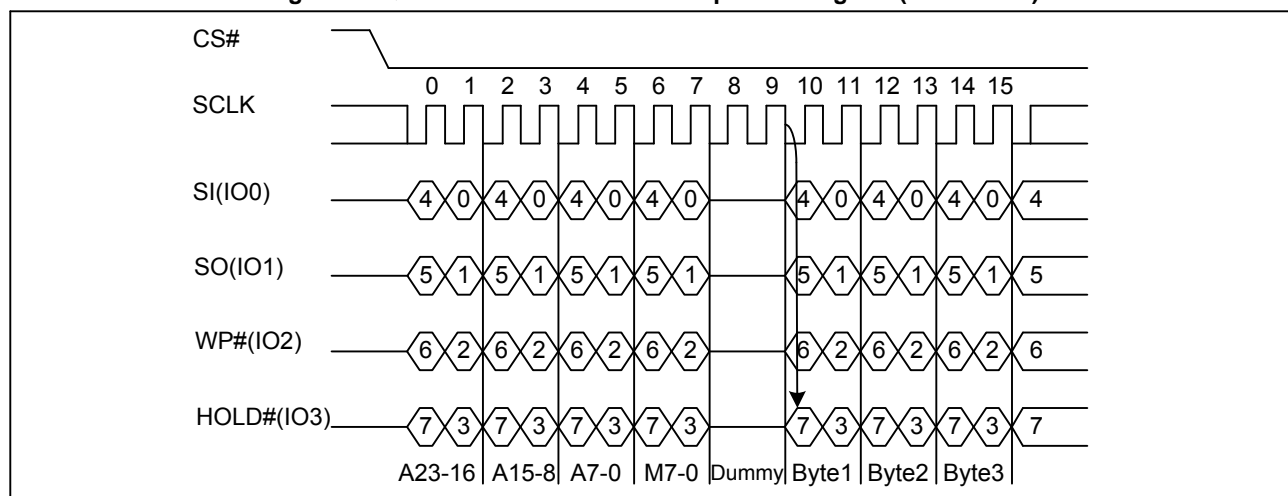 CS#
0 1 2 3 4 5 6 7 8 9 10 11 12 13 14 15
SCLK
SI(IO0) 4 0 4 0 4 0 4 0 4 0 4 0 4 0 4
SO(IO1) 5 1 5 1 5 1 5 1 5 1 5 1 5 1 5
WP#(IO2) 6 2 6 2 6 2 6 2 6 2 6 2 6 2 6
HOLD#(IO3) 7 3 7 3 7 3 7 3 7 3 7 3 7 3 7
A23-16 A15-8 A7-0 M7-0 Dummy Byte1 Byte2 Byte3